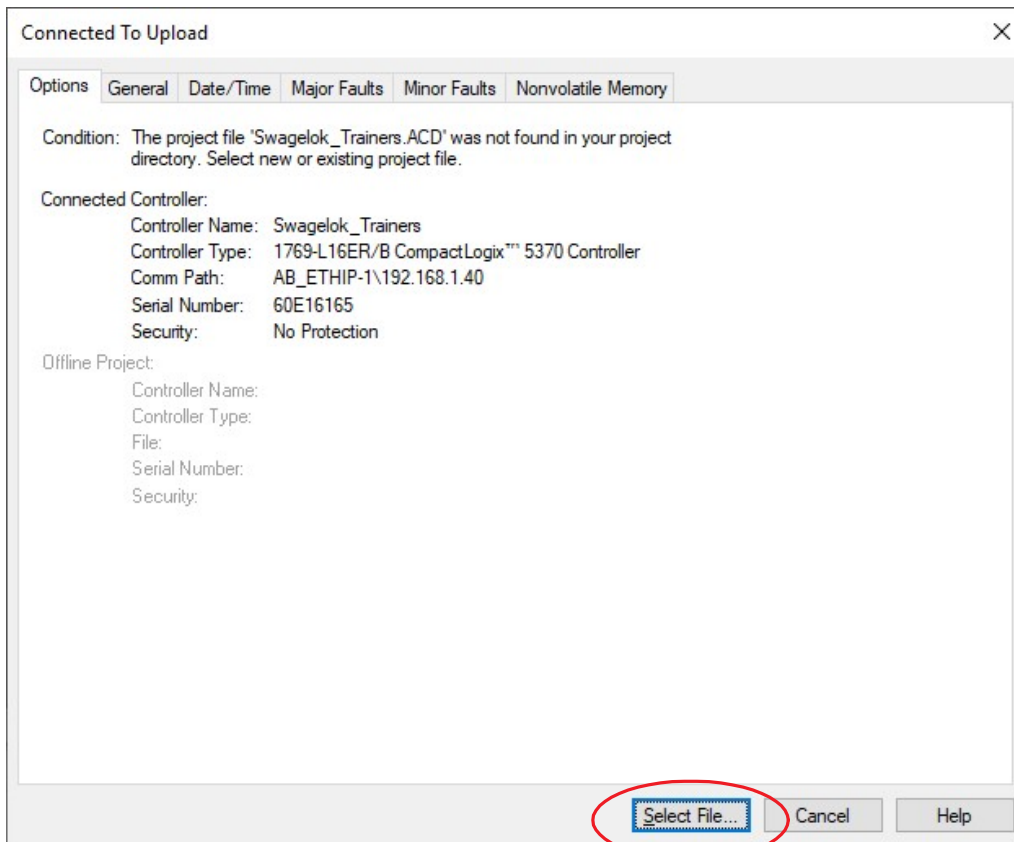 Connected To Upload
Options General Date/Time Major Faults Minor Faults Nonvolatile Memory
Condition: The project file 'Swagelok_Trainers.ACD' was not found in your project
directory. Select new or existing project file.
Connected Controller:
Controller Name: Swagelok_Trainers
Controller Type: 1769-L16ER/B CompactLogix™ 5370 Controller
Comm Path: AB_ETHIP-1\192.168.1.40
Serial Number: 60E16165
Security: No Protection
Offline Project:
Controller Name:
Controller Type:
File:
Serial Number:
Security:
Select File... Cancel Help